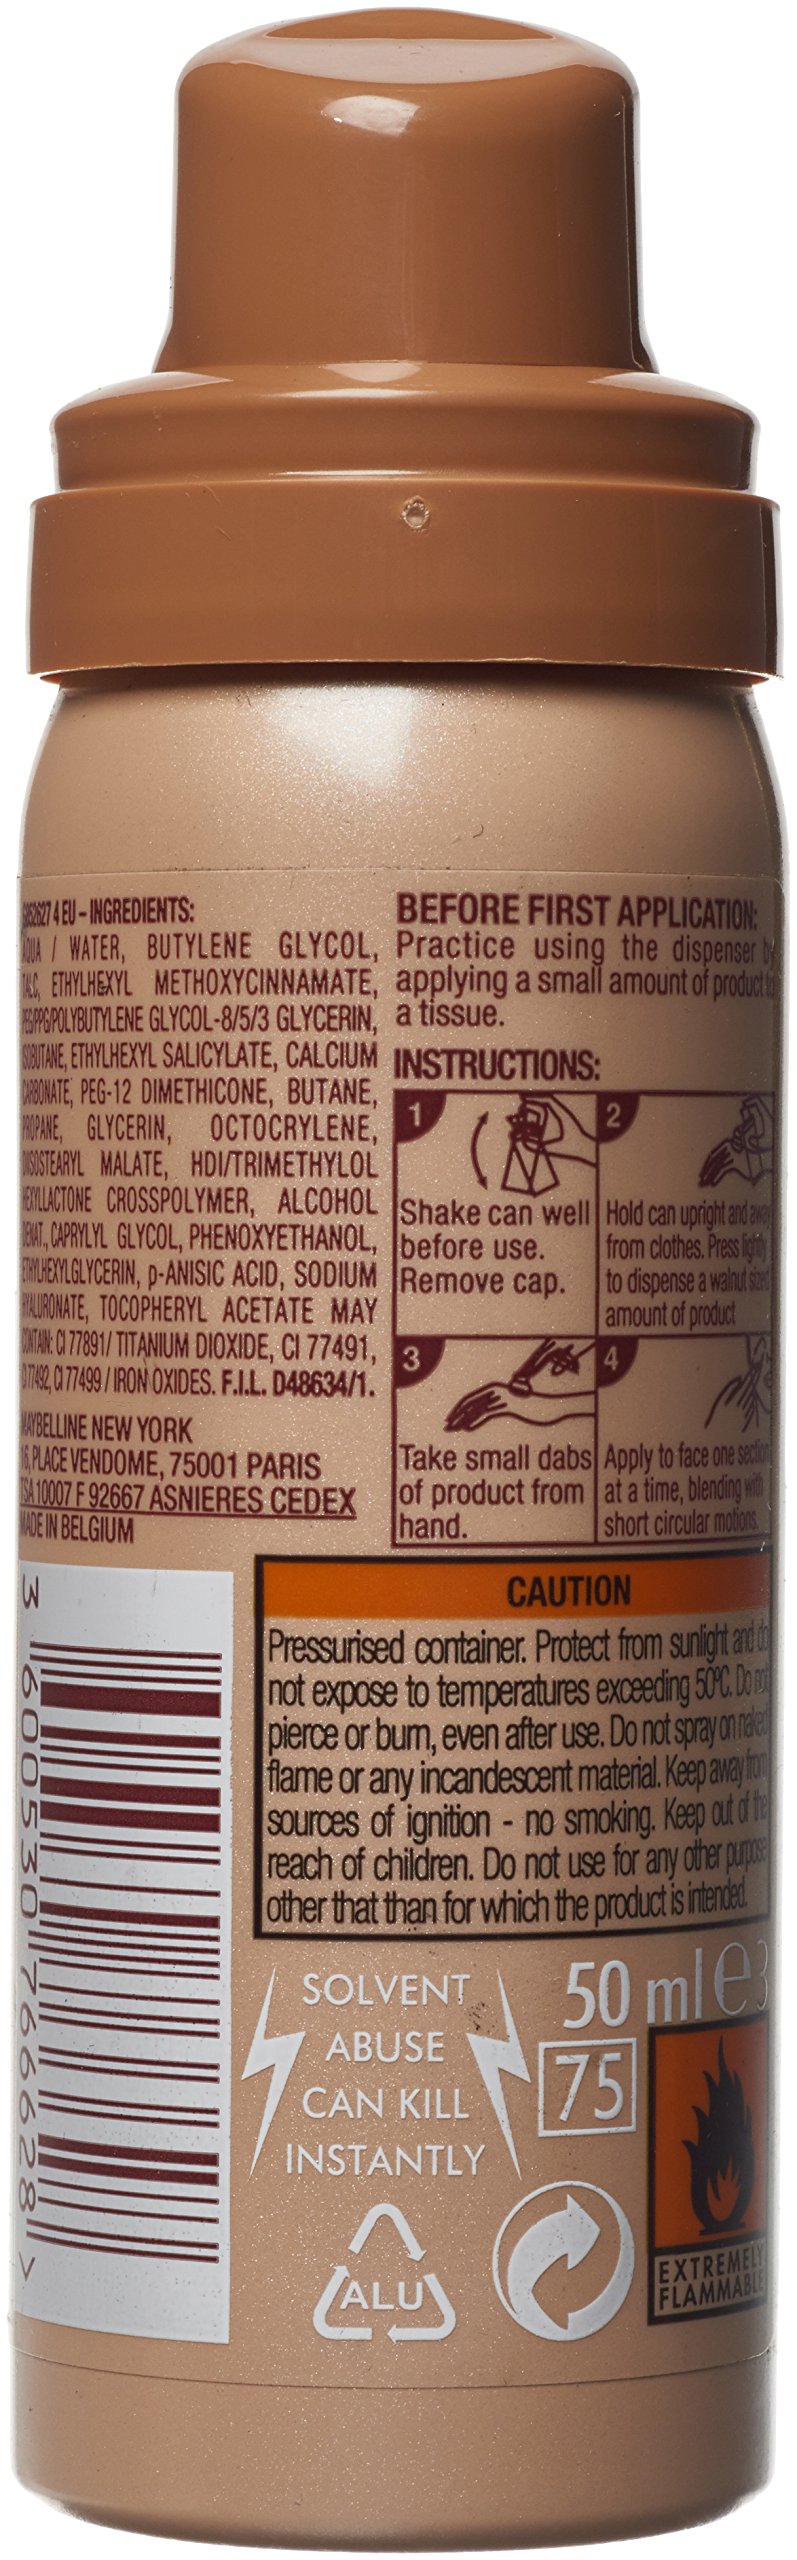 4 EU – INGREDIENTS:
AQUA / WATER, BUTYLENE GLYCOL,
TALC, ETHYLHEXYL METHOXYCINNAMATE,
PEG/PPG/POLYBUTYLENE GLYCOL-8/5/3 GLYCERIN,
ISOBUTANE, ETHYLHEXYL SALICYLATE, CALCIUM
CARBONATE, PEG-12 DIMETHICONE, BUTANE,
PROPANE, GLYCERIN, OCTOCRYLENE,
DIISOSTEARYL MALATE, HDI/TRIMETHYLOL
HEXYLLACTONE CROSSPOLYMER, ALCOHOL
DENAT., CAPRYLYL GLYCOL, PHENOXYETHANOL,
ETHYLHEXYLGLYCERIN, p-ANISIC ACID, SODIUM
HYALURONATE, TOCOPHERYL ACETATE MAY
CONTAIN: CI 77891/ TITANIUM DIOXIDE, CI 77491,
CI 77492, CI 77499 / IRON OXIDES. F.I.L. D48634/1.
MAYBELLINE NEW YORK
16, PLACE VENDOME, 75001 PARIS
TSA 10007 F 92667 ASNIERES CEDEX
MADE IN BELGIUM
BEFORE FIRST APPLICATION:
Practice using the dispenser by
applying a small amount of product to
a tissue.
INSTRUCTIONS:
1
Shake can well
before use.
Remove cap.
2
Hold can upright and away
from clothes. Press lightly
to dispense a walnut sized
amount of product
3
Take small dabs
of product from
hand.
4
Apply to face one section
at a time, blending with
short circular motions.
CAUTION
Pressurised container. Protect from sunlight and do
not expose to temperatures exceeding 50°C. Do not
pierce or burn, even after use. Do not spray on naked
flame or any incandescent material. Keep away from
sources of ignition - no smoking. Keep out of the
reach of children. Do not use for any other purpose
other that than for which the product is intended.
3 600530 766628 >
SOLVENT
ABUSE
CAN KILL
INSTANTLY
50 ml e 3
75
ALU
EXTREMELY
FLAMMABLE